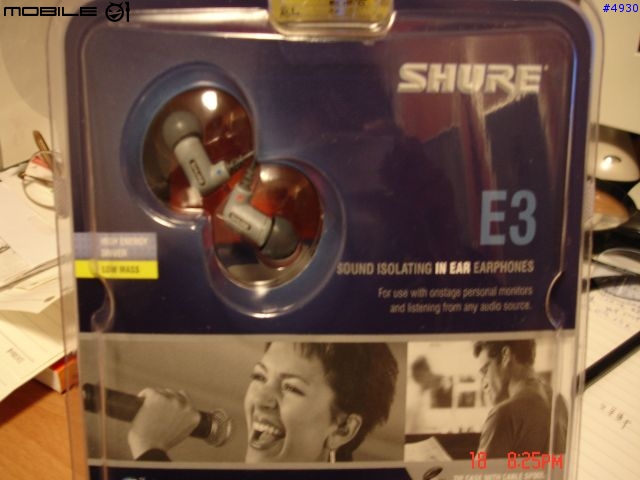 MOBILE 01
#4930
SHURE
E3
HIGH ENERGY
DRIVER
LOW MASS
SOUND ISOLATING IN EAR EARPHONES
For use with onstage personal monitors
and listening from any audio source.
18 8:25PM